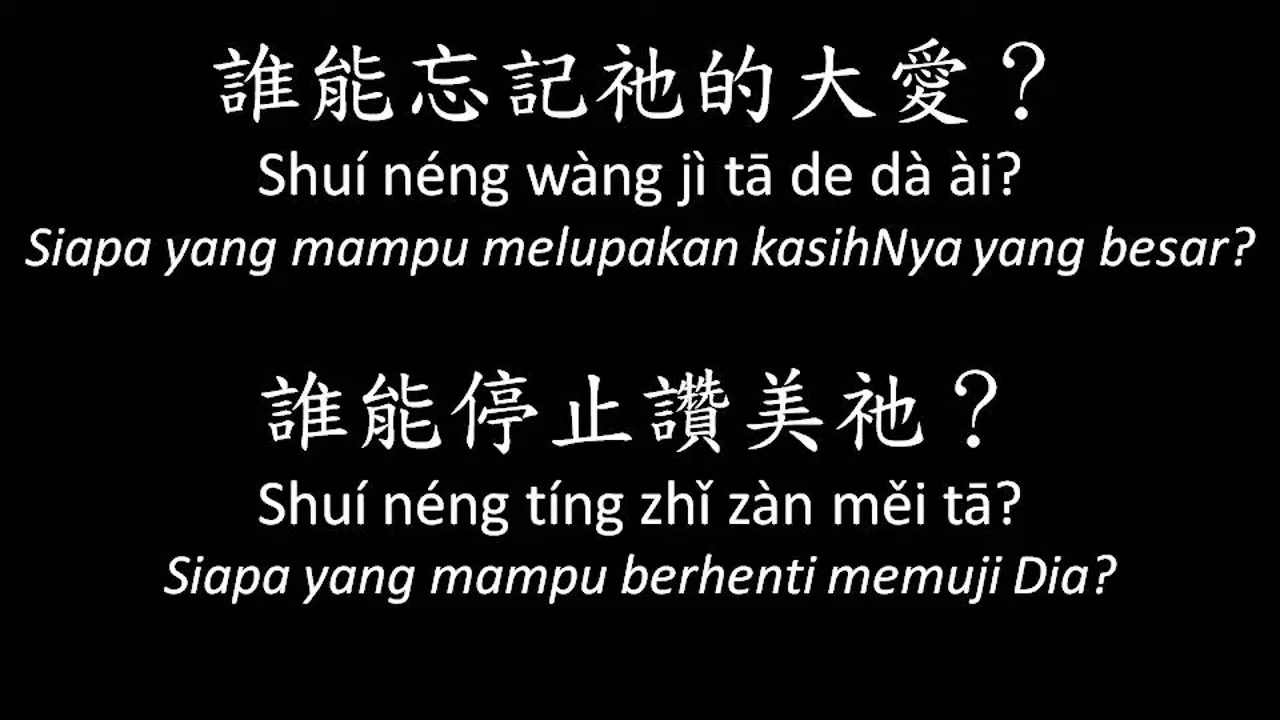 誰能忘記祂的大愛？
Shuí néng wàng jì tā de dà ài?
Siapa yang mampu melupakan kasihNya yang besar?
誰能停止讚美祂？
Shuí néng tíng zhǐ zàn měi tā?
Siapa yang mampu berhenti memuji Dia?